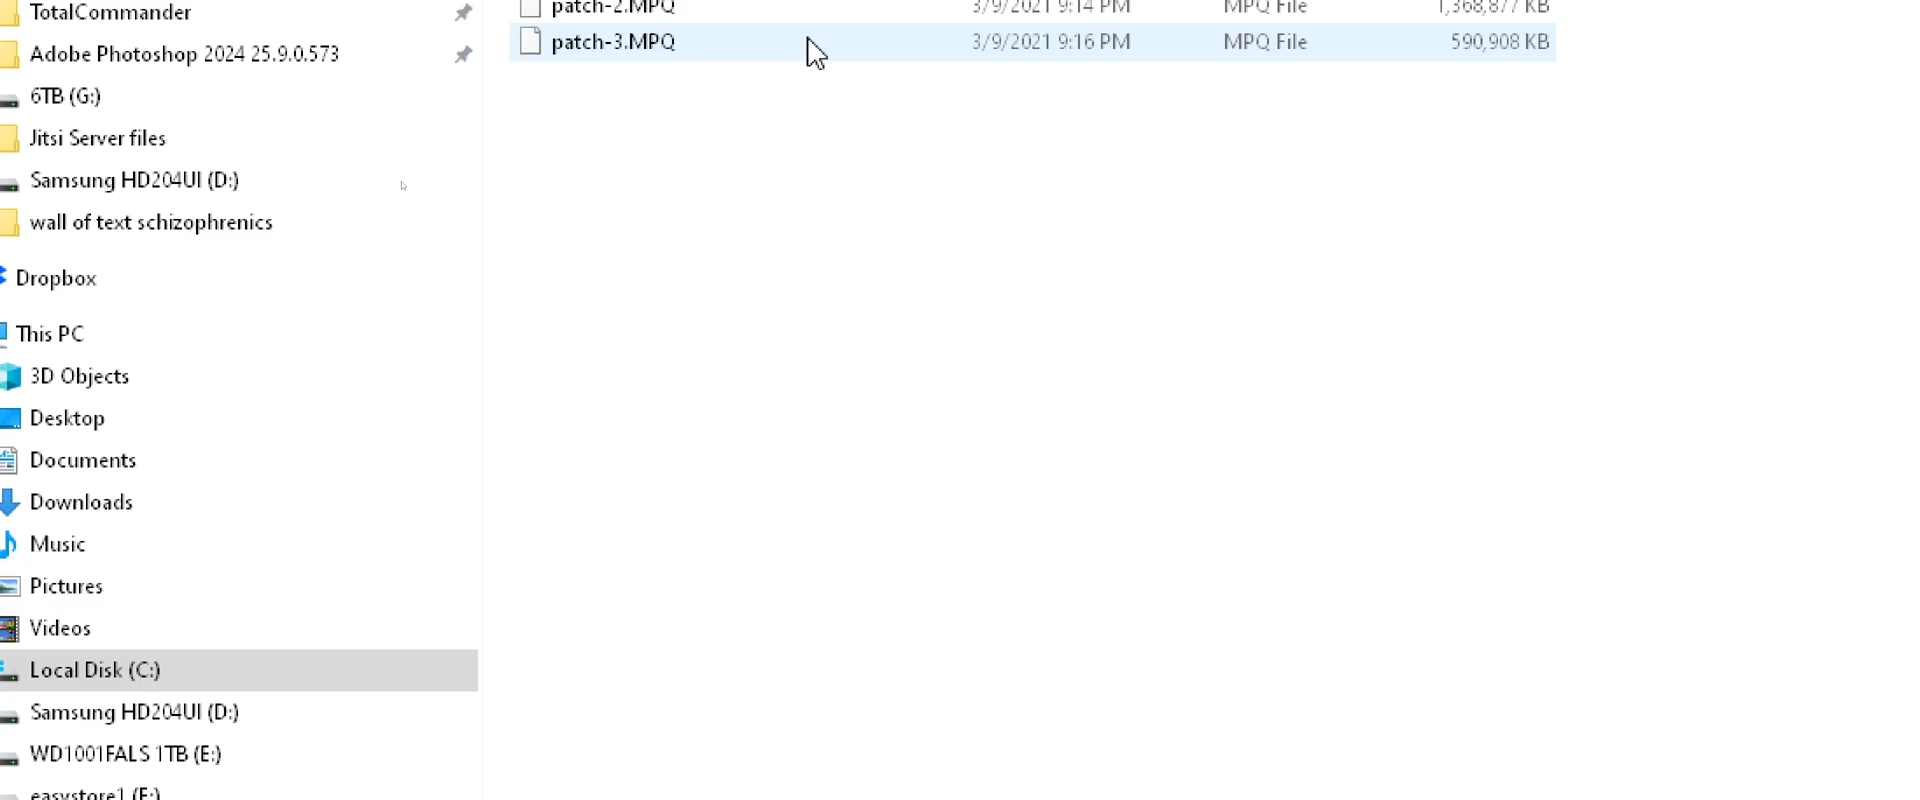 TotalCommander
Adobe Photoshop 2024 25.9.0.573
6TB (G:)
Jitsi Server files
Samsung HD204UI (D:)
wall of text schizophrenics
Dropbox
This PC
3D Objects
Desktop
Documents
Downloads
Music
Pictures
Videos
Local Disk (C:)
Samsung HD204UI (D:)
WD1001FALS 1TB (E:)
easystore1 (F:)
patch-2.MPQ 3/9/2021 9:14 PM MPQ File 1,368,877 KB
patch-3.MPQ 3/9/2021 9:16 PM MPQ File 590,908 KB